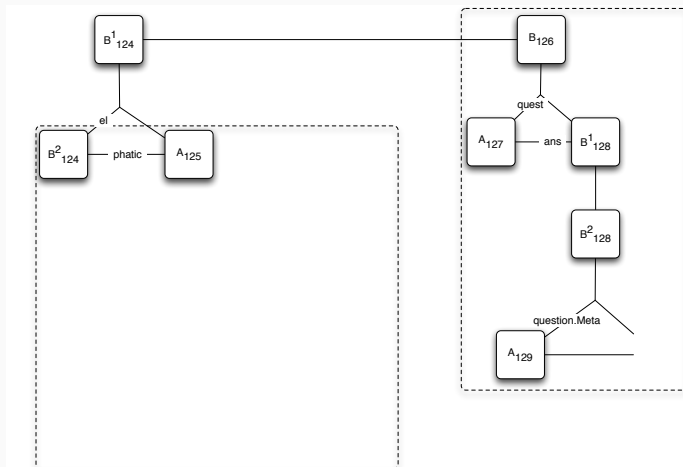 B¹₁₂₄
B₁₂₆
el
quest
B²₁₂₄
phatic
A₁₂₅
A₁₂₇
ans
B¹₁₂₈
B²₁₂₈
question.Meta
A₁₂₉